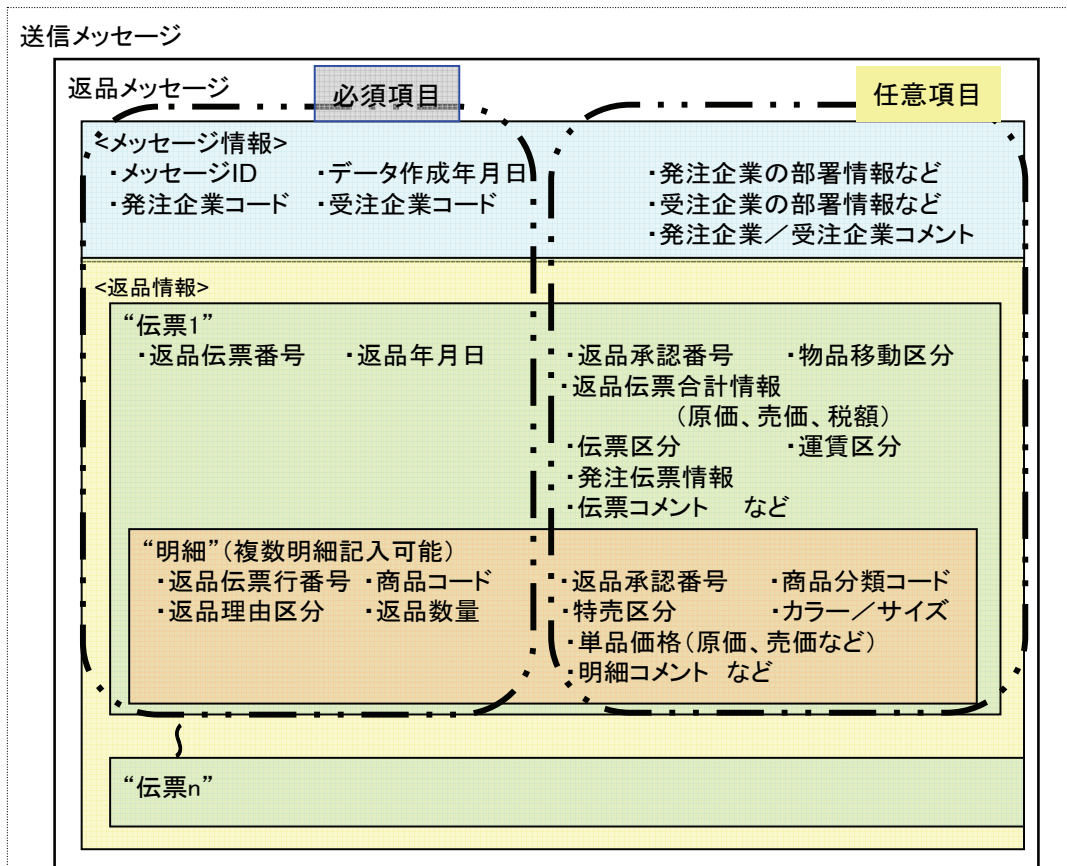 送信メッセージ
返品メッセージ
必須項目
任意項目
<メッセージ情報>
・メッセージID ・データ作成年月日
・発注企業コード ・受注企業コード
・発注企業の部署情報など
・受注企業の部署情報など
・発注企業／受注企業コメント
<返品情報>
“伝票1”
・返品伝票番号 ・返品年月日
・返品承認番号 ・物品移動区分
・返品伝票合計情報
（原価、売価、税額）
・伝票区分 ・運賃区分
・発注伝票情報
・伝票コメント など
“明細”（複数明細記入可能）
・返品伝票行番号 ・商品コード
・返品理由区分 ・返品数量
・返品承認番号 ・商品分類コード
・特売区分 ・カラー／サイズ
・単品価格（原価、売価など）
・明細コメント など
“伝票n”